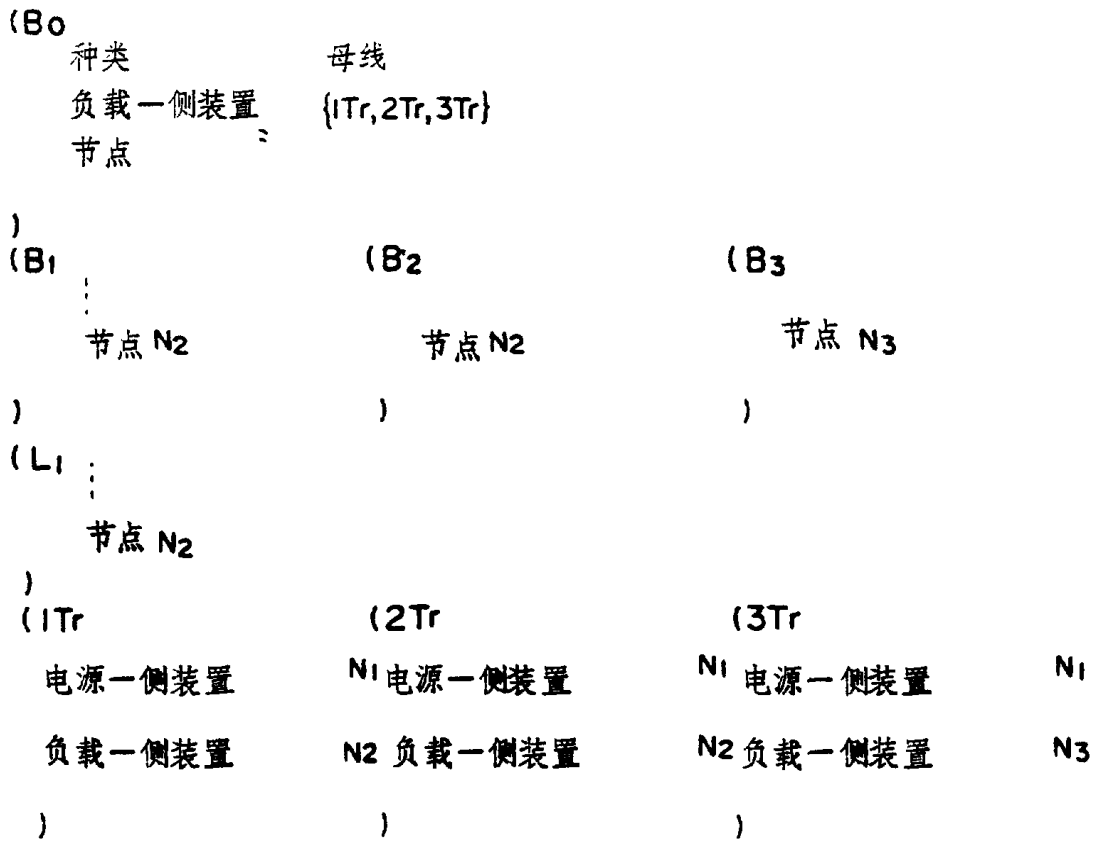 (B0
种类 母线
负载一侧装置 {1Tr,2Tr,3Tr}
节点
)
(B1 (B2 (B3
节点 N2 节点 N2 节点 N3
) ) )
(L1
节点 N2
)
(1Tr (2Tr (3Tr
电源一侧装置 N1 电源一侧装置 N1 电源一侧装置 N1
负载一侧装置 N2 负载一侧装置 N2 负载一侧装置 N3
) ) )